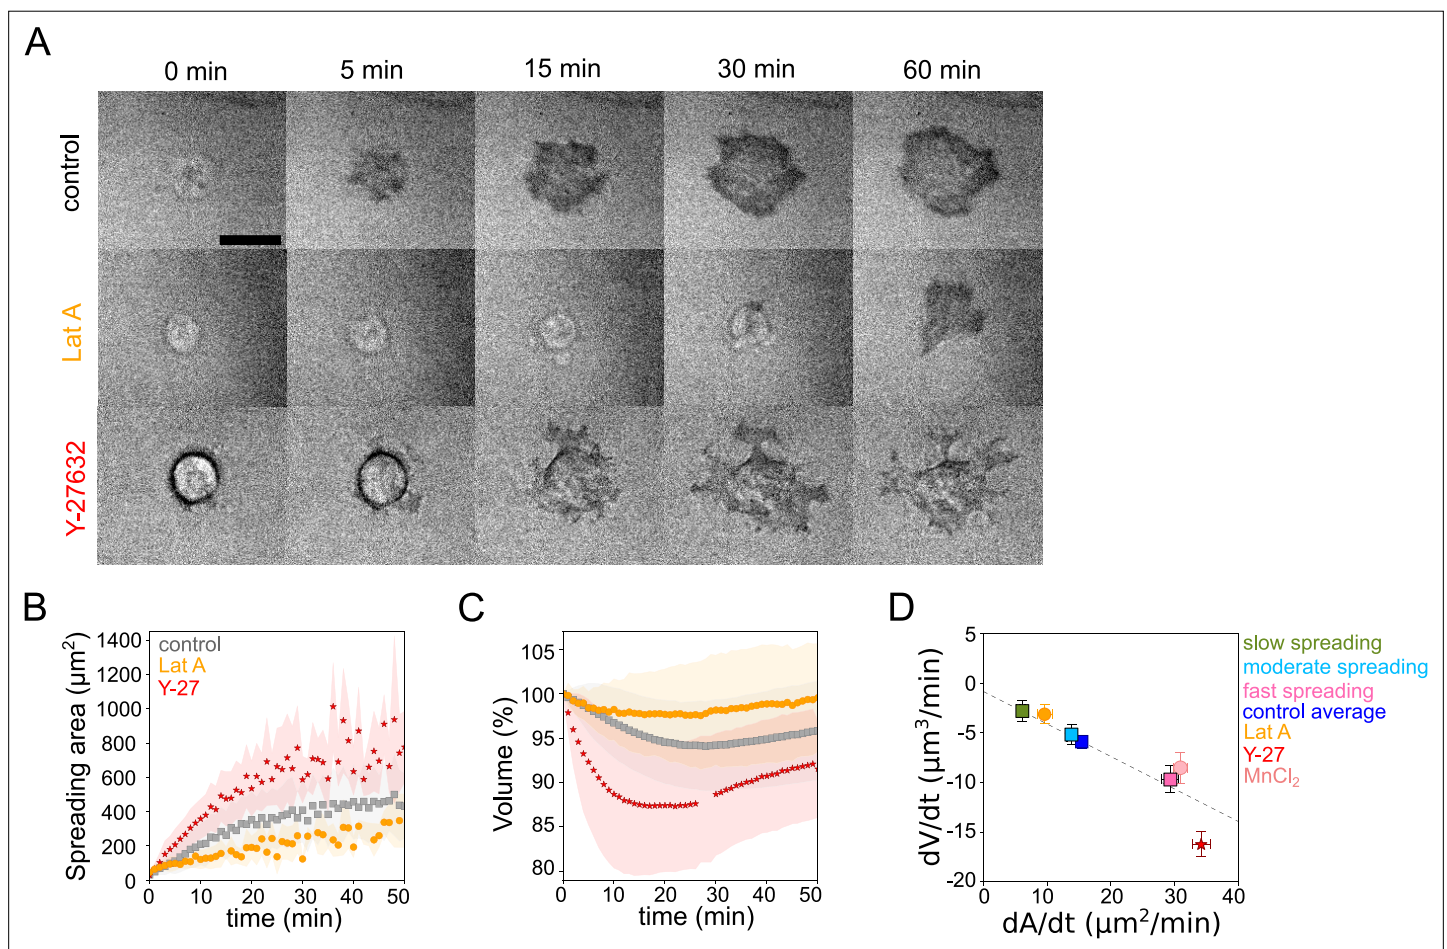 A
0 min 5 min 15 min 30 min 60 min
control
Lat A
Y-27632
B
Spreading area (µm²)
1400
1200
1000
800
600
400
200
0
control
Lat A
Y-27
0 10 20 30 40 50
time (min)
C
Volume (%)
105
100
95
90
85
80
0 10 20 30 40 50
time (min)
D
dV/dt (µm³/min)
5
0
-5
-10
-15
-20
0 10 20 30 40
dA/dt (µm²/min)
slow spreading
moderate spreading
fast spreading
control average
Lat A
Y-27
MnCl₂